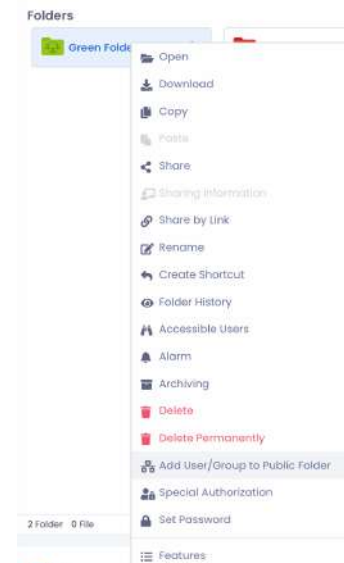 Folders
Green Folde
Open
Download
Copy
Paste
Share
Sharing Information
Share by Link
Rename
Create Shortcut
Folder History
Accessible Users
Alarm
Archiving
Delete
Delete Permanently
Add User/Group to Public Folder
Special Authorization
Set Password
2 Folder 0 File
Features